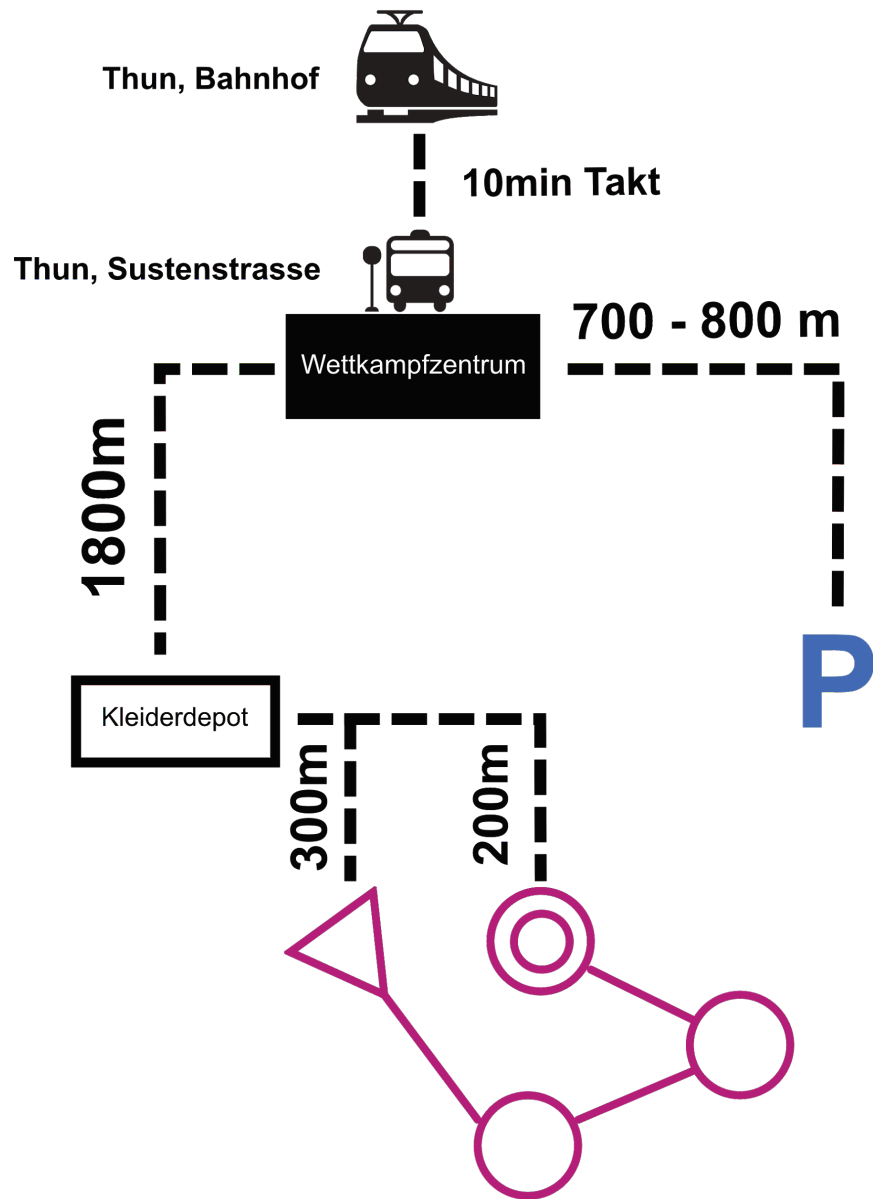 Thun, Bahnhof
10min Takt
Thun, Sustenstrasse
700 - 800 m
Wettkampfzentrum
1800m
P
Kleiderdepot
300m
200m